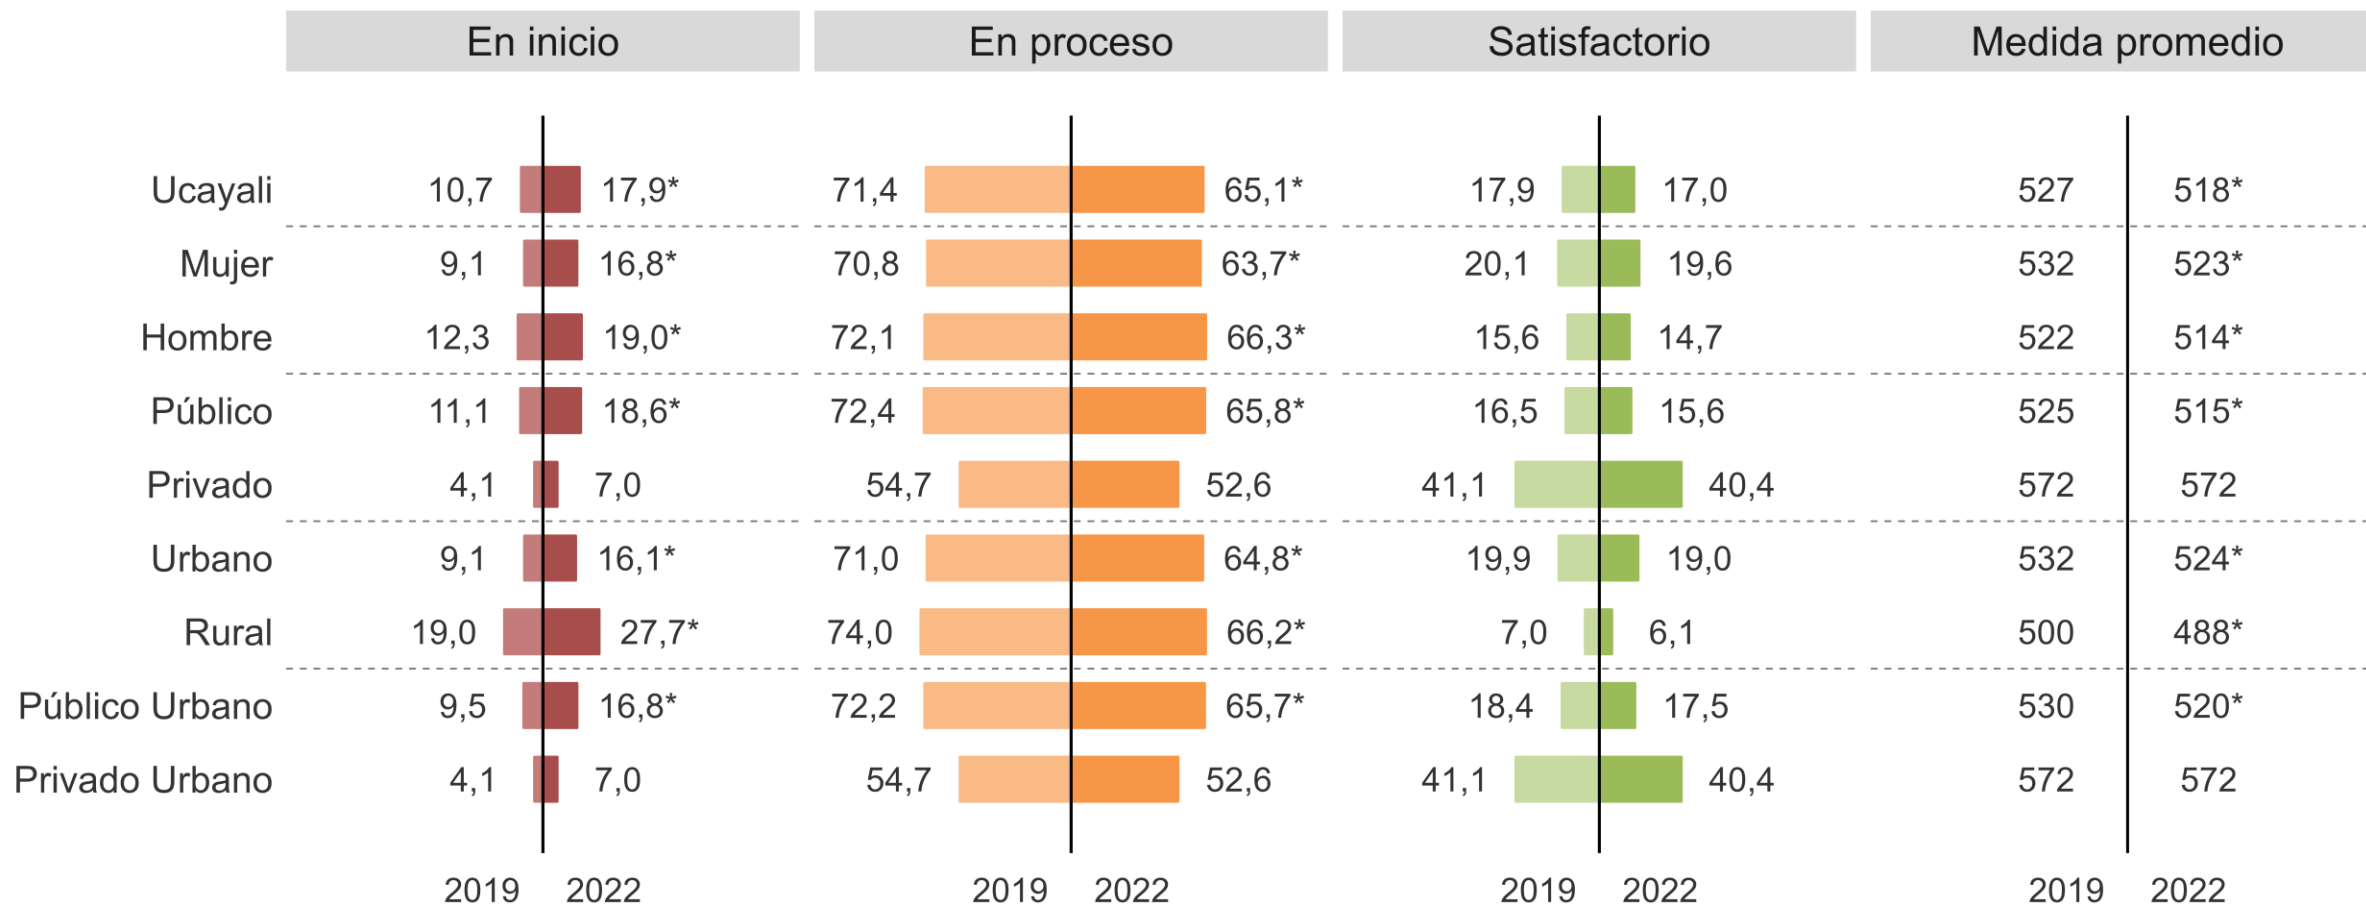 En inicio En proceso Satisfactorio Medida promedio
Ucayali 10,7 17,9* 71,4 65,1* 17,9 17,0 527 518*
Mujer 9,1 16,8* 70,8 63,7* 20,1 19,6 532 523*
Hombre 12,3 19,0* 72,1 66,3* 15,6 14,7 522 514*
Público 11,1 18,6* 72,4 65,8* 16,5 15,6 525 515*
Privado 4,1 7,0 54,7 52,6 41,1 40,4 572 572
Urbano 9,1 16,1* 71,0 64,8* 19,9 19,0 532 524*
Rural 19,0 27,7* 74,0 66,2* 7,0 6,1 500 488*
Público Urbano 9,5 16,8* 72,2 65,7* 18,4 17,5 530 520*
Privado Urbano 4,1 7,0 54,7 52,6 41,1 40,4 572 572
2019 2022 2019 2022 2019 2022 2019 2022